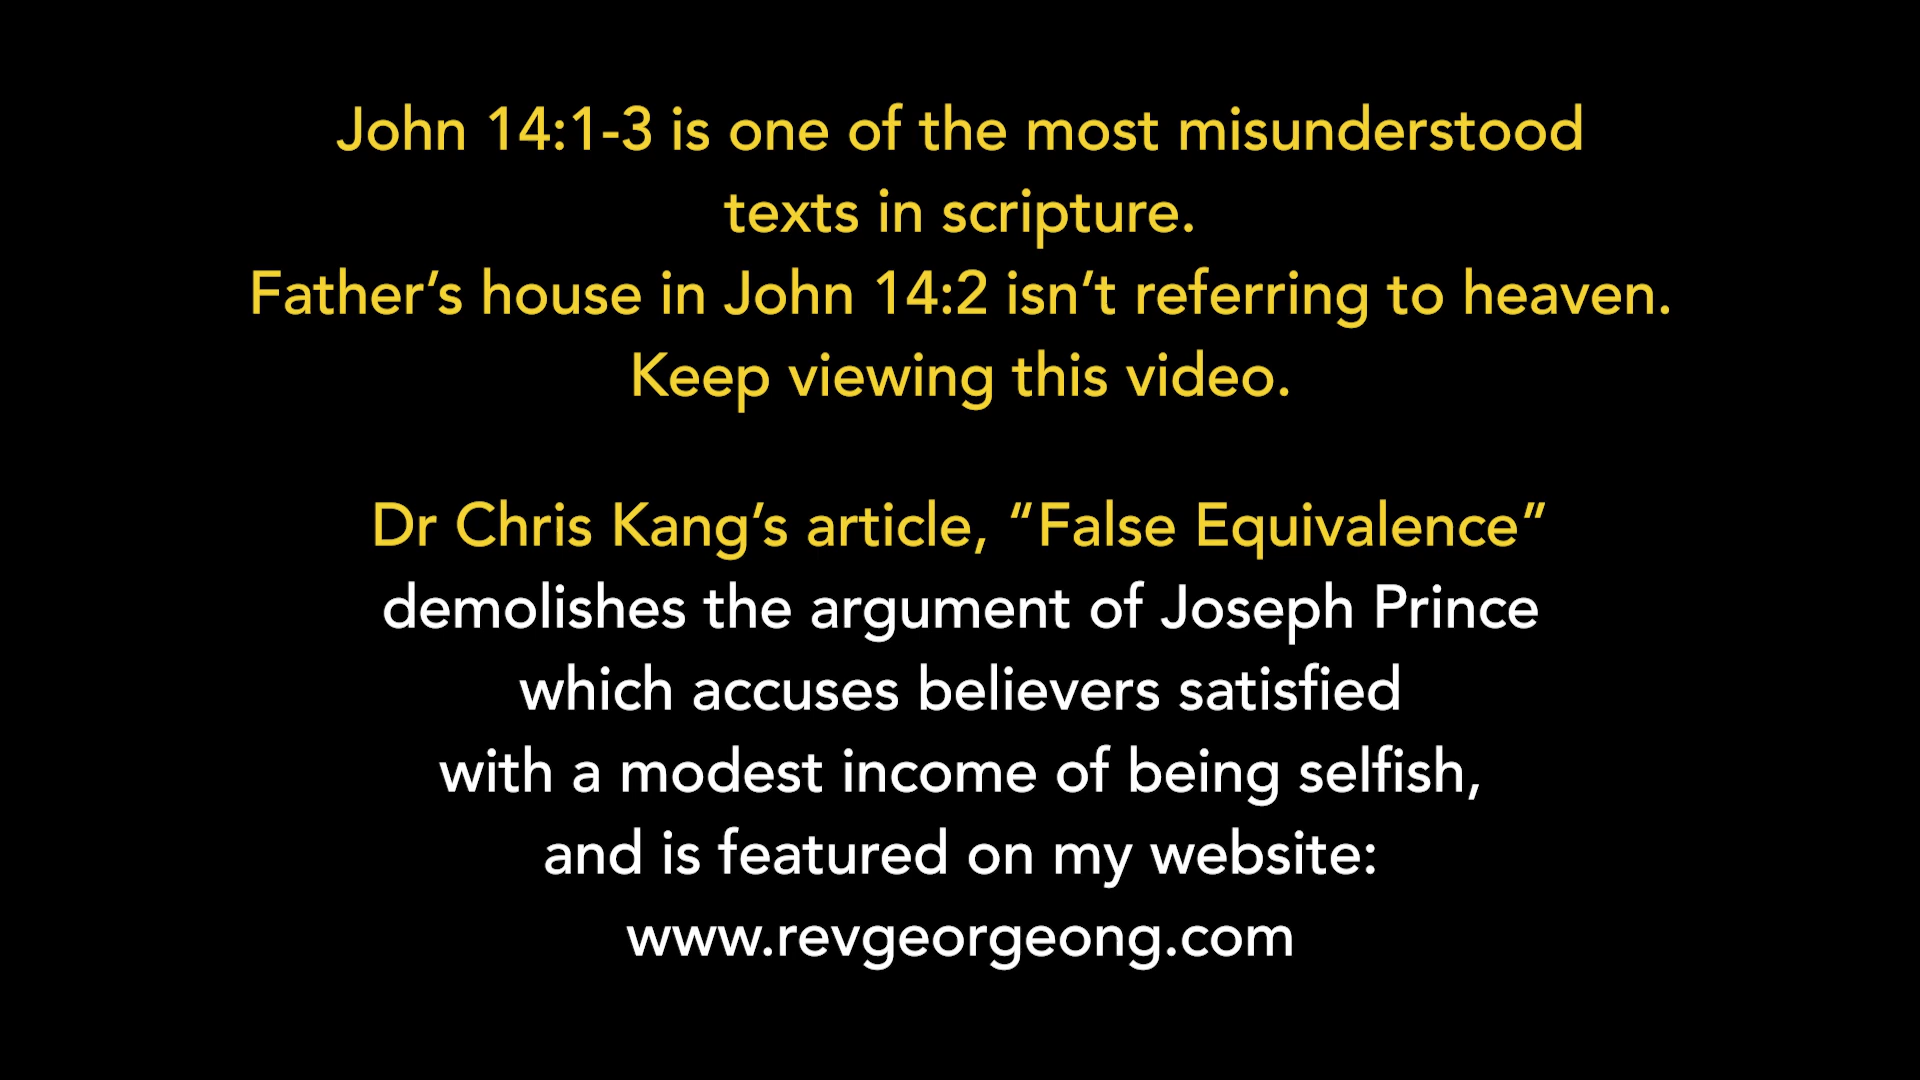 John 14:1-3 is one of the most misunderstood
texts in scripture.
Father’s house in John 14:2 isn’t referring to heaven.
Keep viewing this video.
Dr Chris Kang’s article, “False Equivalence”
demolishes the argument of Joseph Prince
which accuses believers satisfied
with a modest income of being selfish,
and is featured on my website:
www.revgeorgeong.com